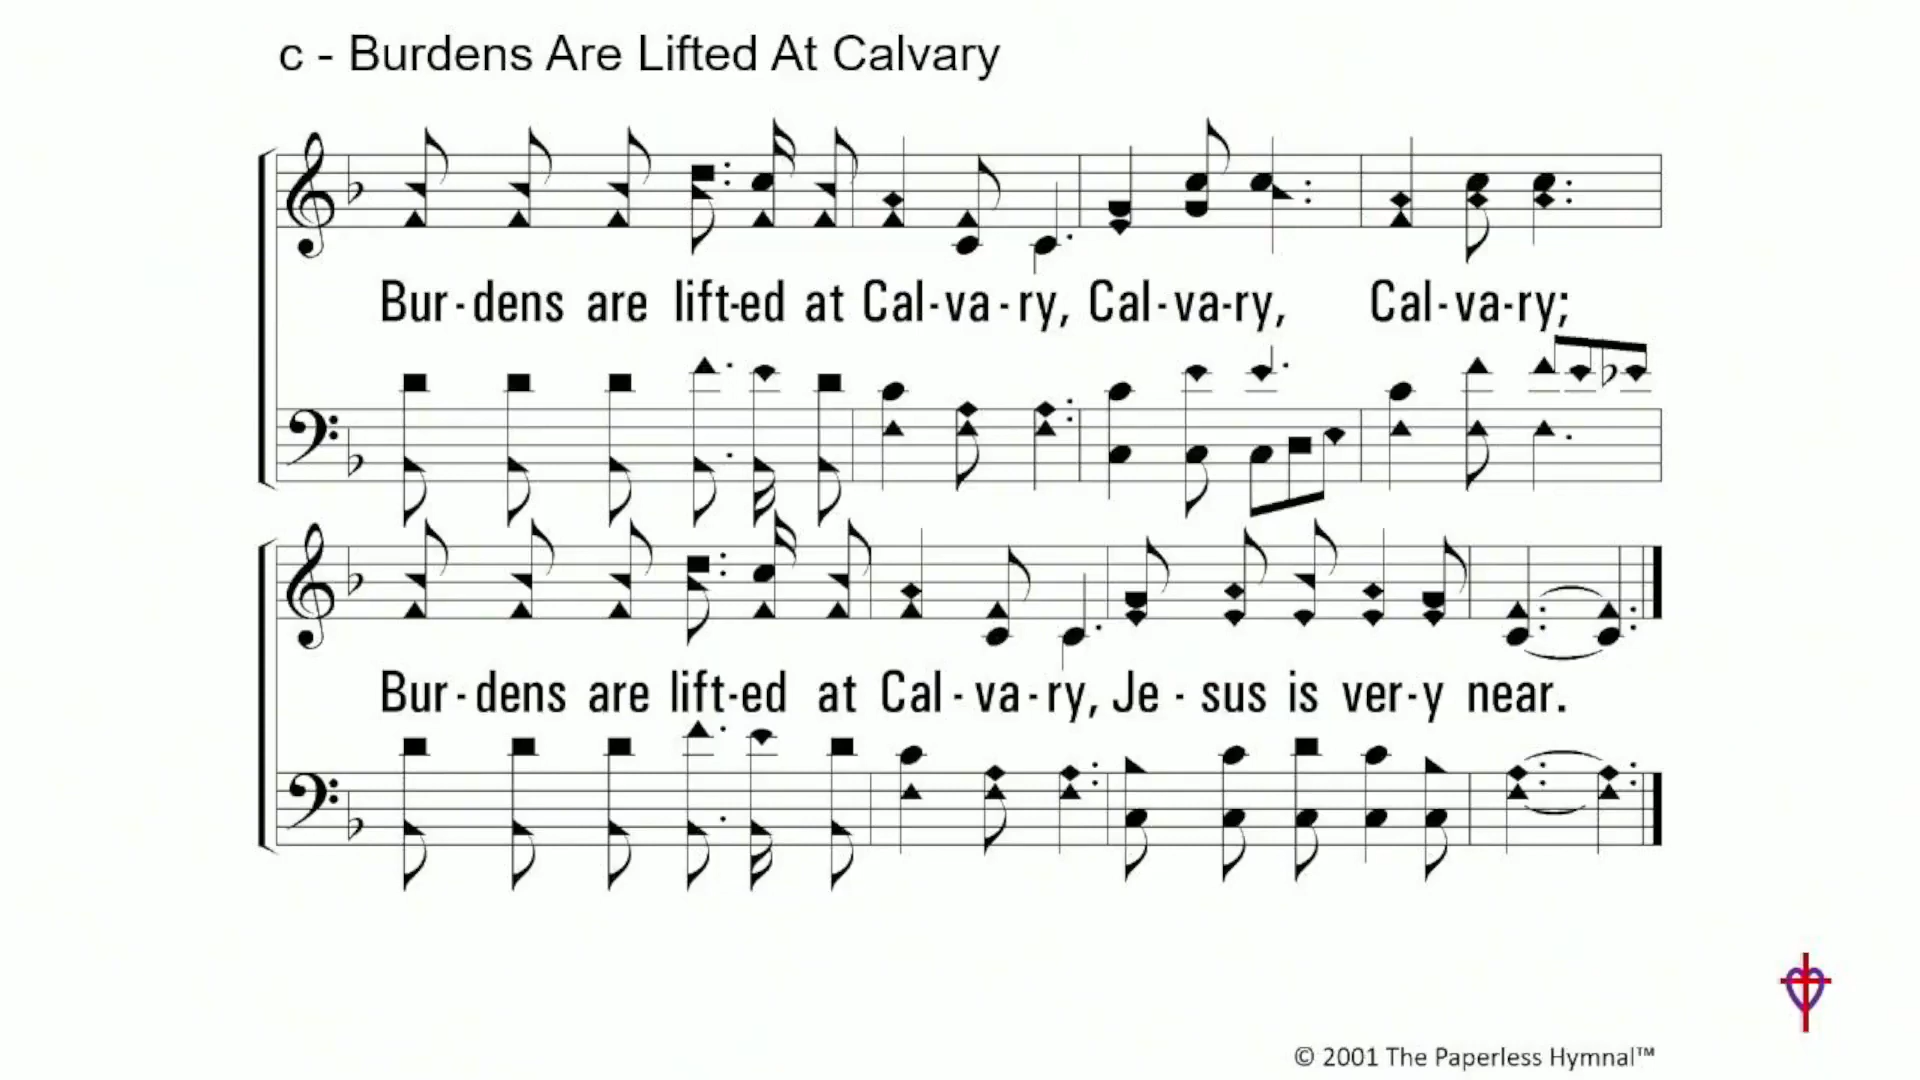 c - Burdens Are Lifted At Calvary
Bur-dens are lift-ed at Cal-va-ry, Cal-va-ry, Cal-va-ry;
Bur-dens are lift-ed at Cal-va-ry, Je-sus is ver-y near.
© 2001 The Paperless Hymnal™